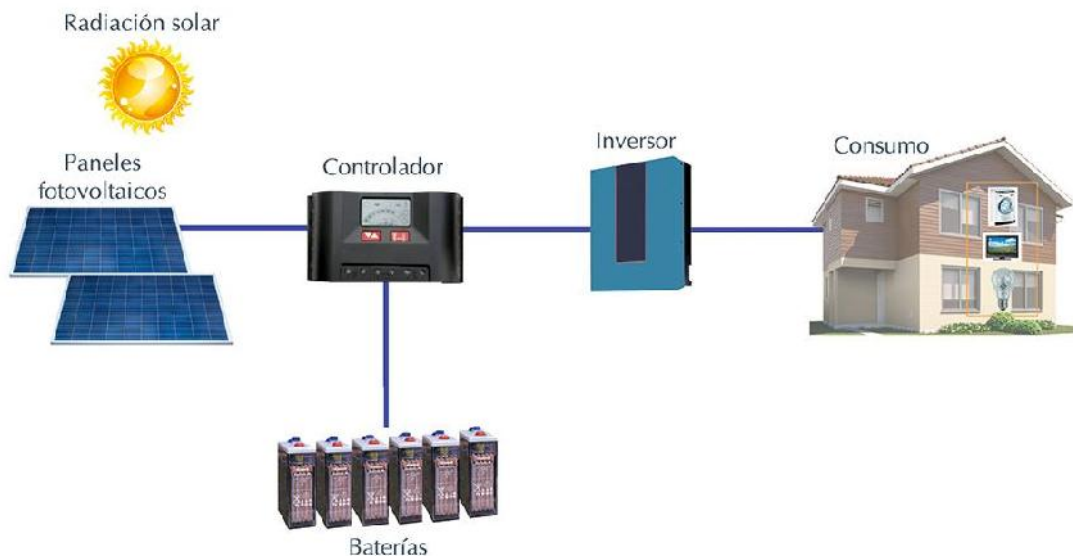 Radiación solar
Paneles
fotovoltaicos
Controlador
Inversor
Consumo
Baterías